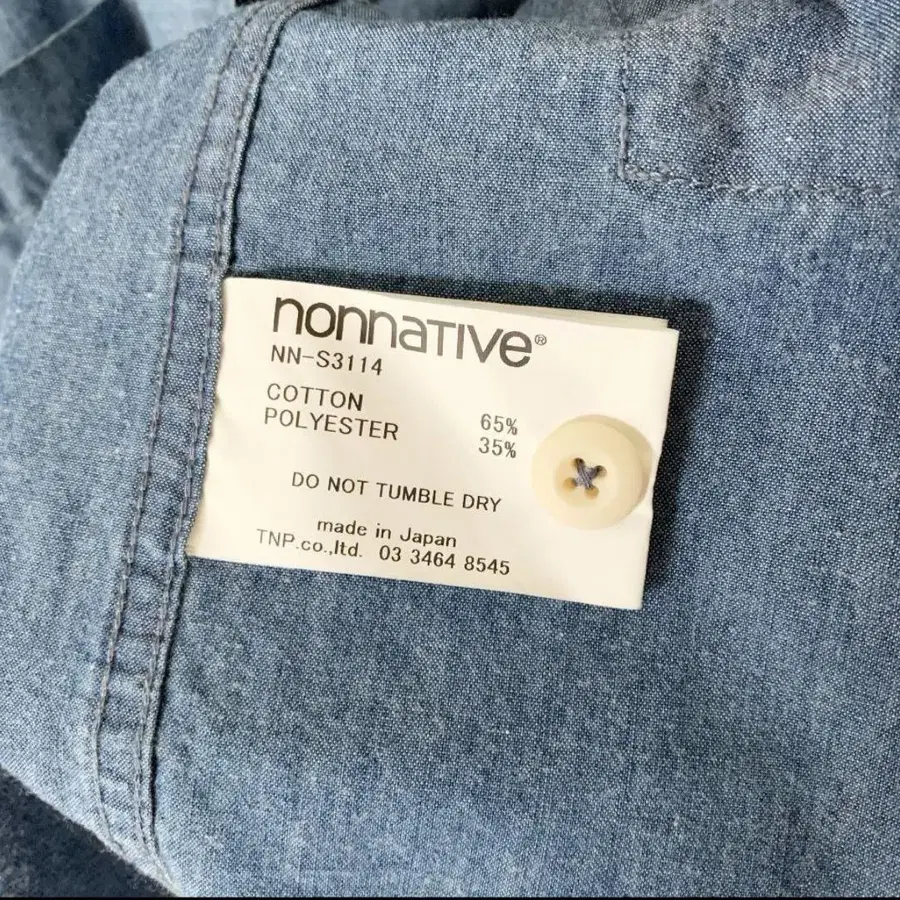 nonnative®
NN-S3114
COTTON 65%
POLYESTER 35%
DO NOT TUMBLE DRY
made in Japan
TNP.co.,ltd. 03 3464 8545